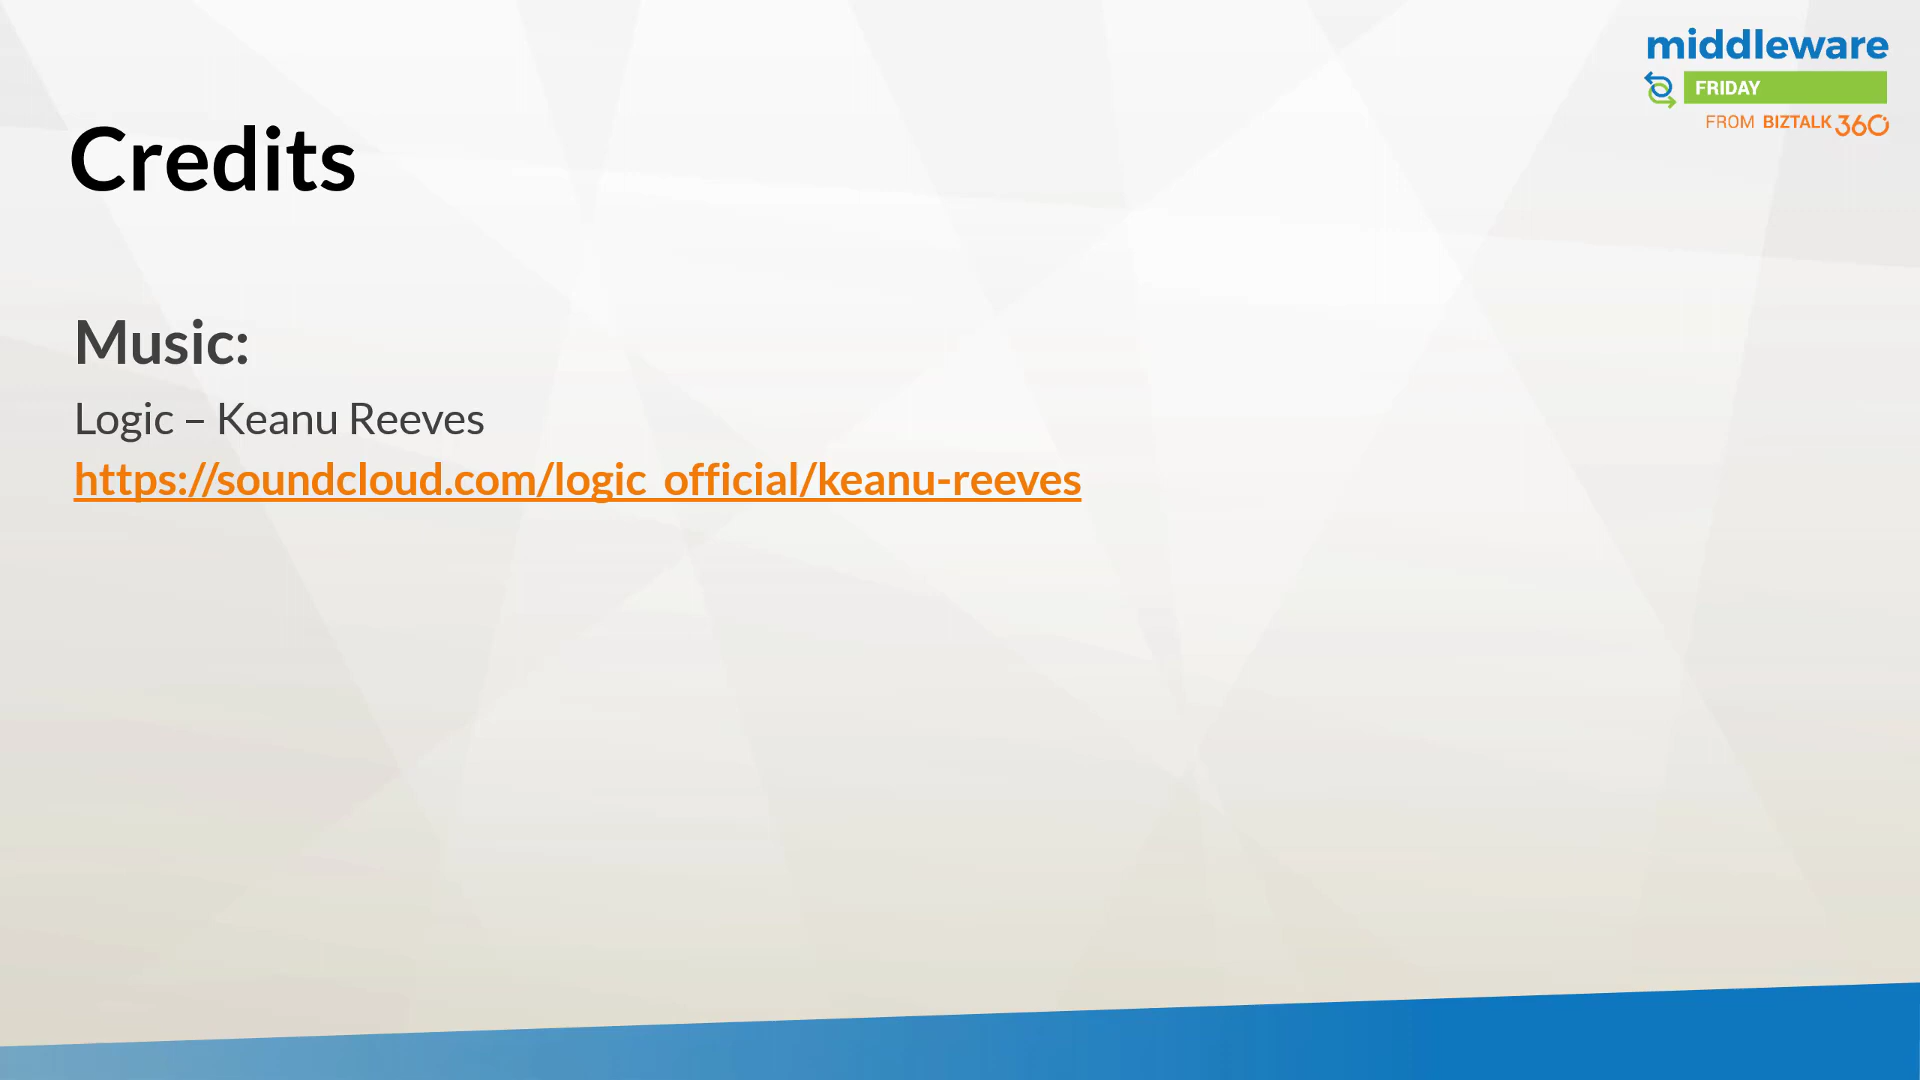 middleware
FRIDAY
FROM BIZTALK 360
Credits
Music:
Logic – Keanu Reeves
https://soundcloud.com/logic_official/keanu-reeves